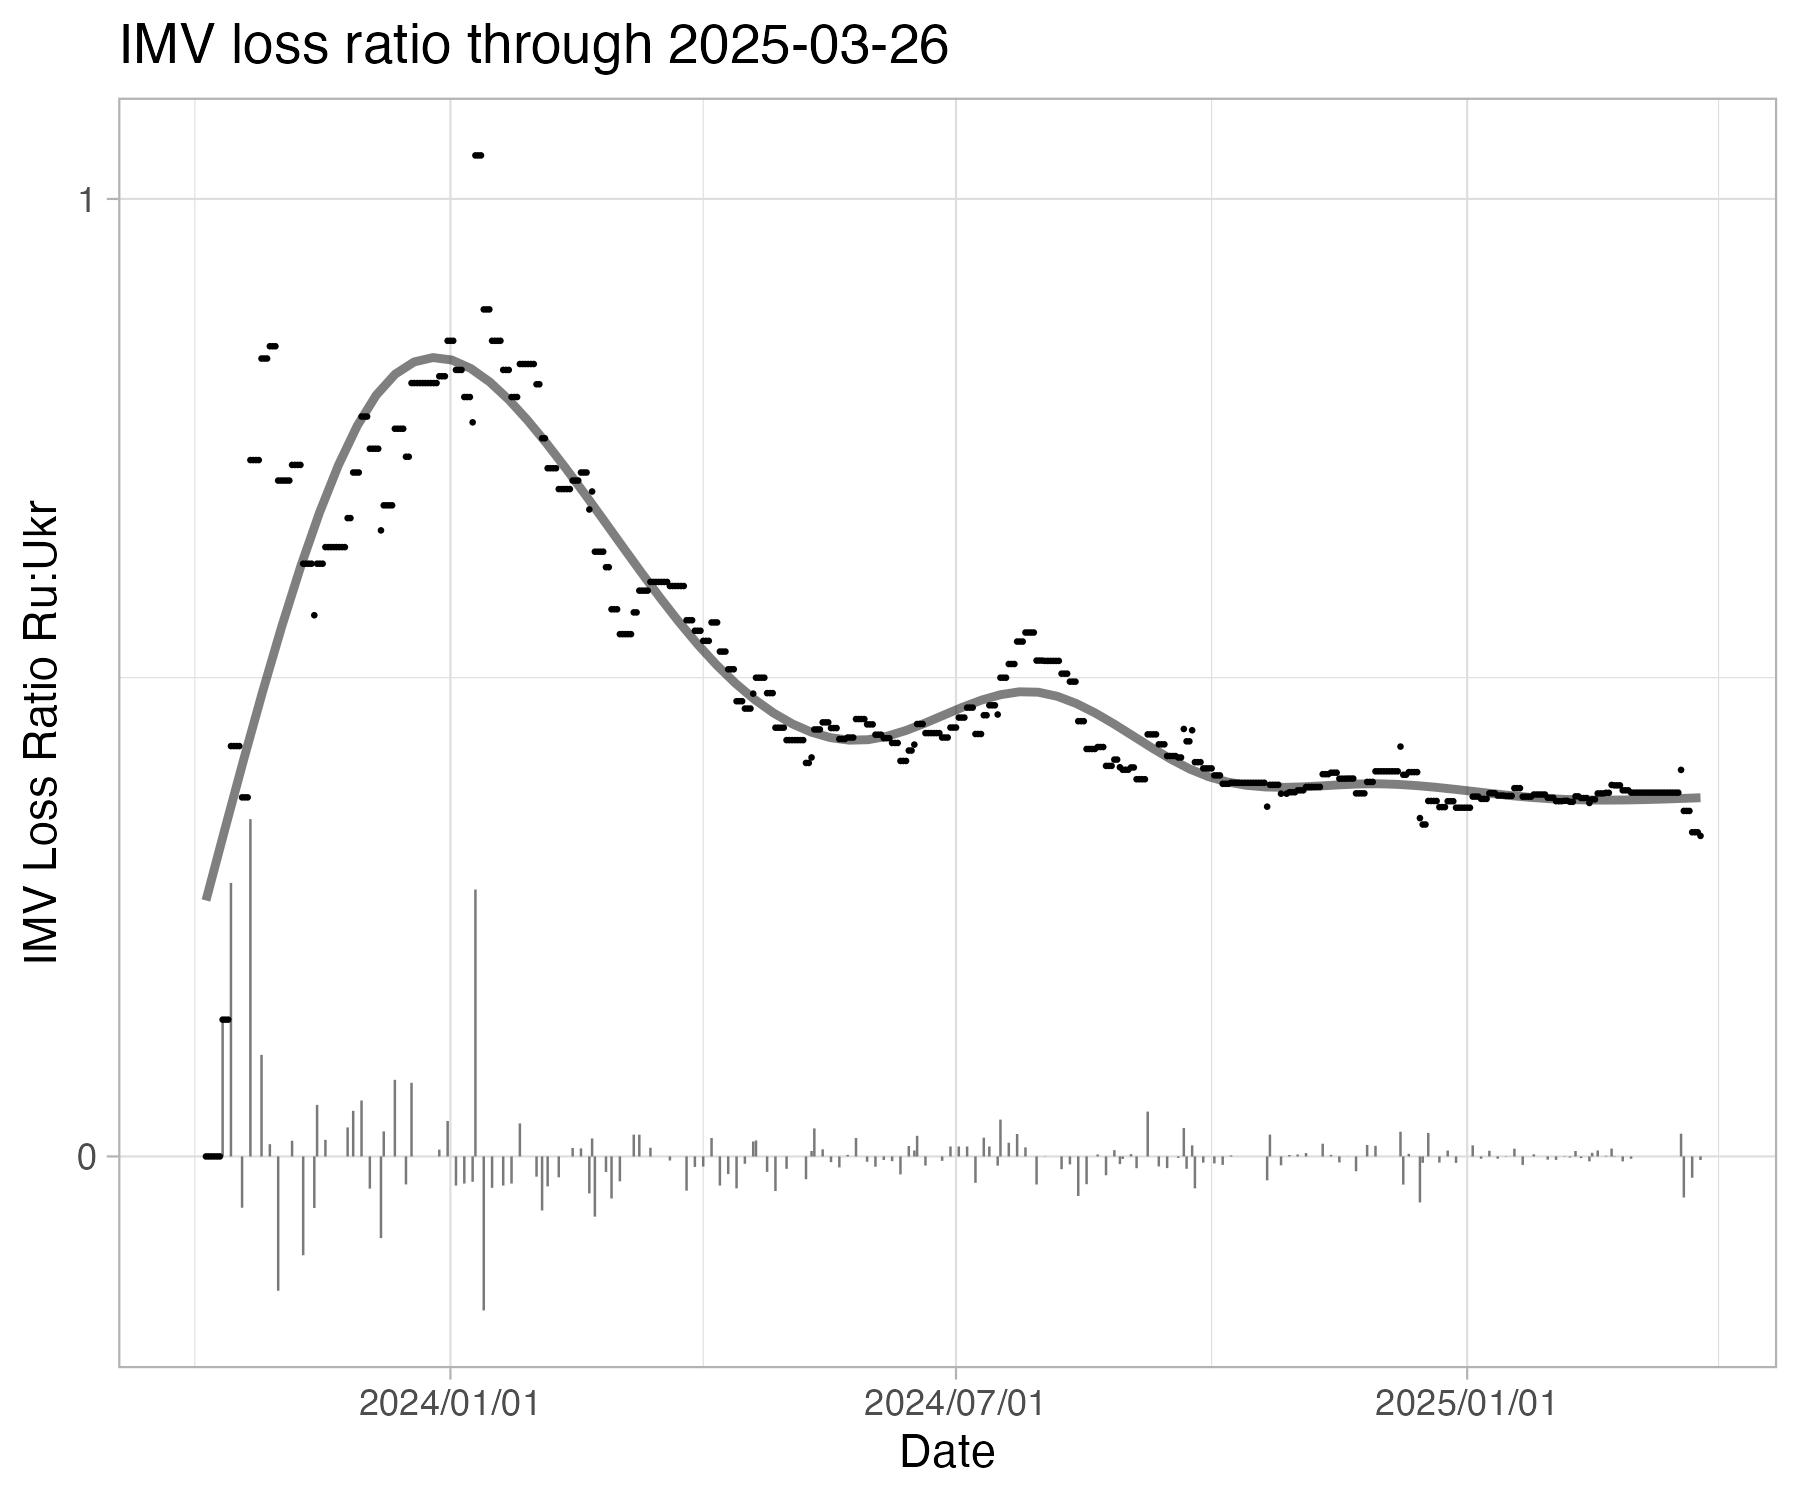 IMV loss ratio through 2025-03-26
IMV Loss Ratio Ru:Ukr
1
0
2024/01/01
2024/07/01
2025/01/01
Date